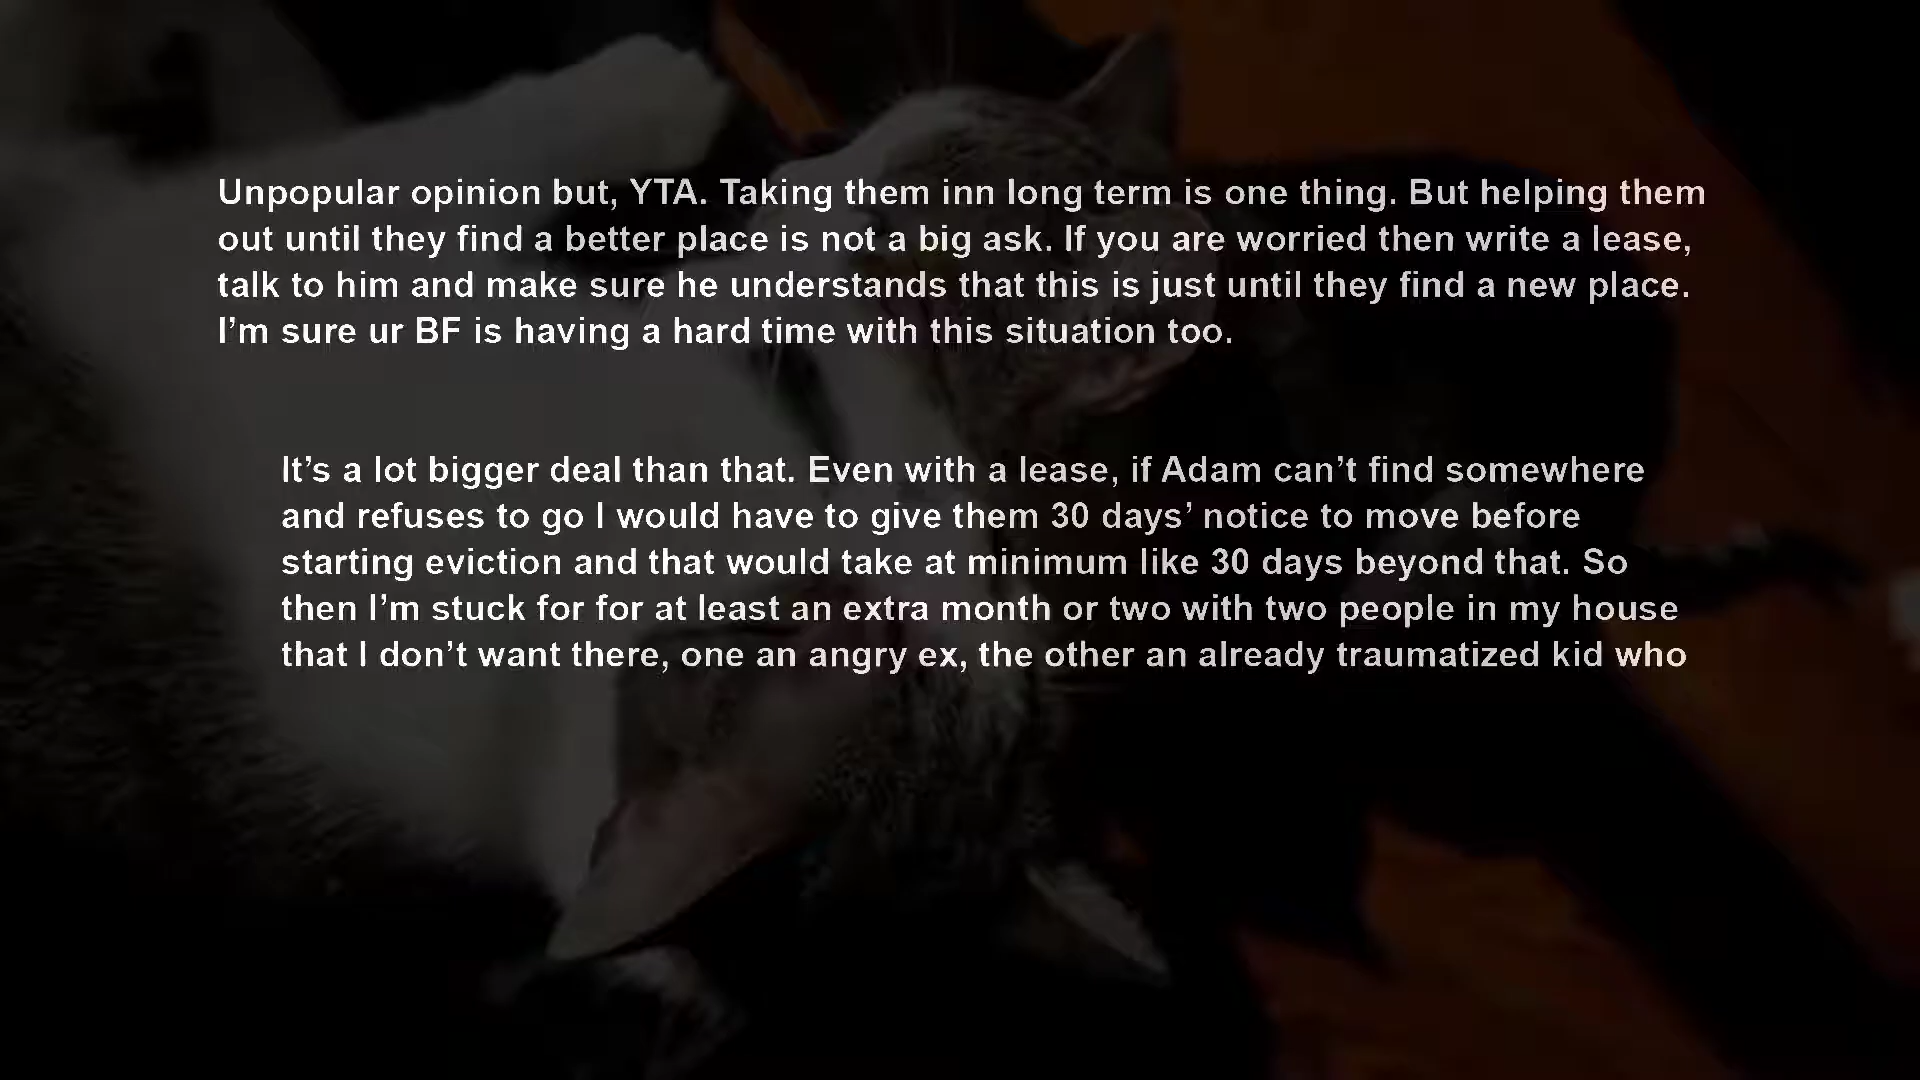 Unpopular opinion but, YTA. Taking them inn long term is one thing. But helping them
out until they find a better place is not a big ask. If you are worried then write a lease,
talk to him and make sure he understands that this is just until they find a new place.
I’m sure ur BF is having a hard time with this situation too.
It’s a lot bigger deal than that. Even with a lease, if Adam can’t find somewhere
and refuses to go I would have to give them 30 days’ notice to move before
starting eviction and that would take at minimum like 30 days beyond that. So
then I’m stuck for for at least an extra month or two with two people in my house
that I don’t want there, one an angry ex, the other an already traumatized kid who